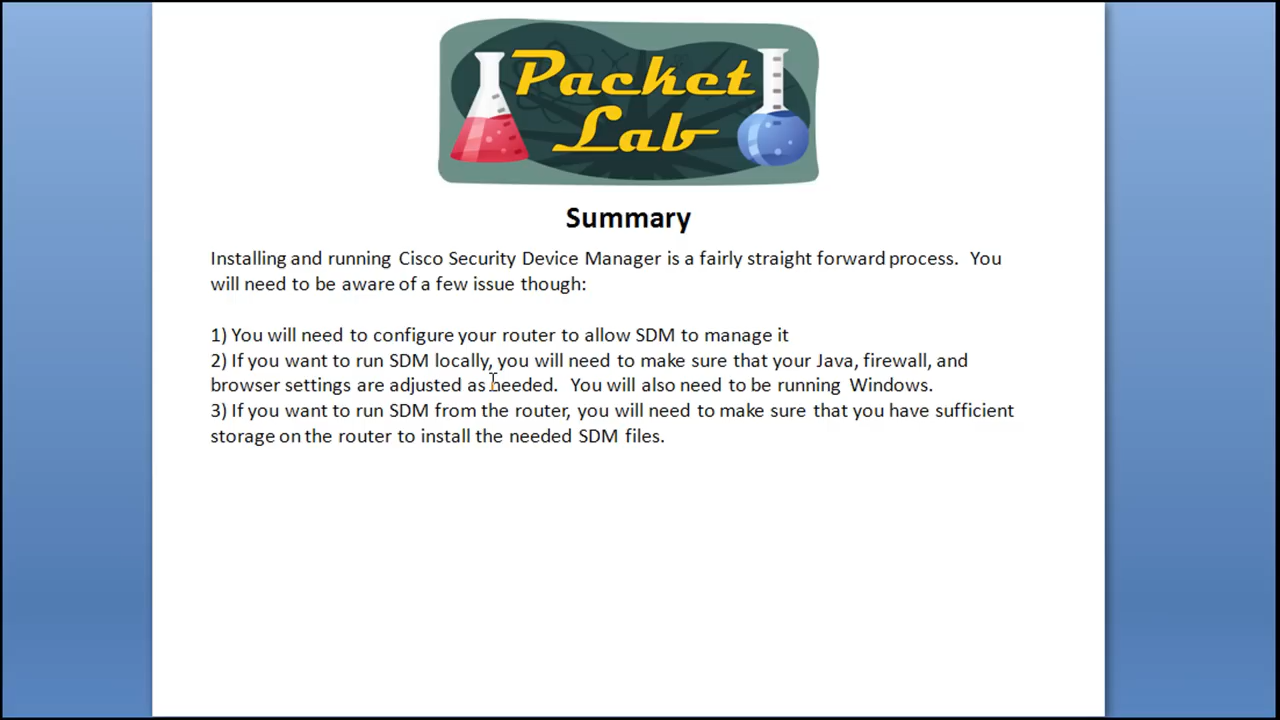 Packet
Lab
Summary
Installing and running Cisco Security Device Manager is a fairly straight forward process. You
will need to be aware of a few issue though:
1) You will need to configure your router to allow SDM to manage it
2) If you want to run SDM locally, you will need to make sure that your Java, firewall, and
browser settings are adjusted as needed. You will also need to be running Windows.
3) If you want to run SDM from the router, you will need to make sure that you have sufficient
storage on the router to install the needed SDM files.